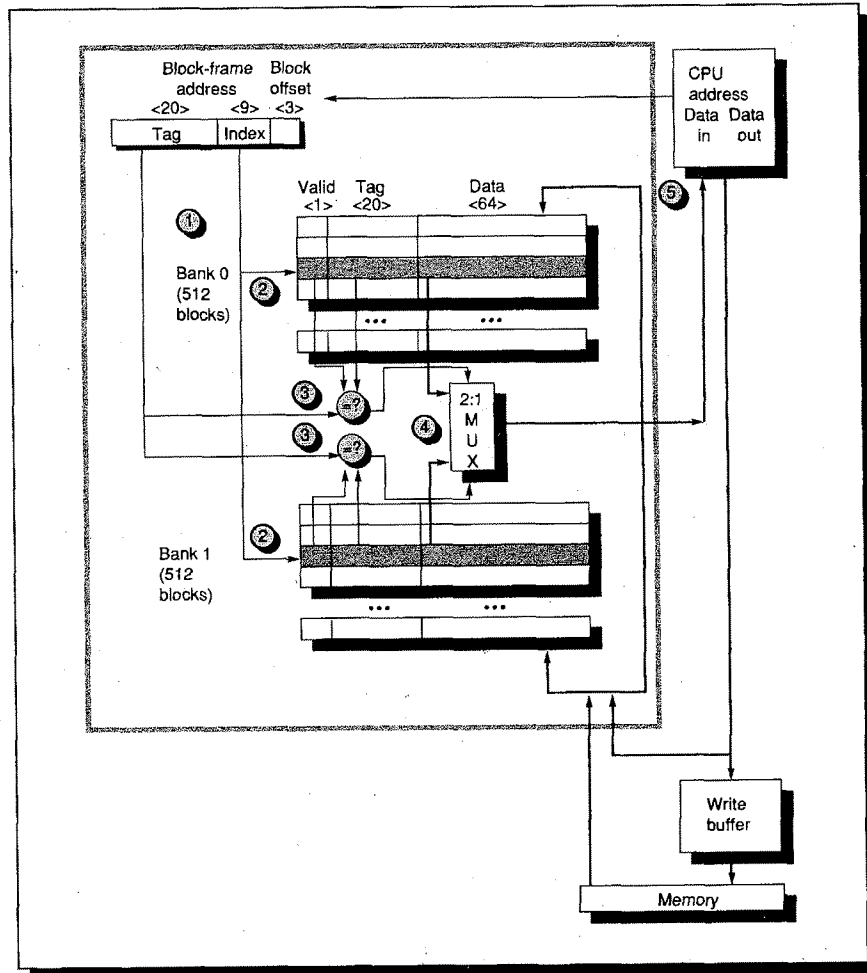 Block-frame Block
address offset
<20> <9> <3>
Tag Index
CPU
address
Data Data
in out
Valid Tag Data
<1> <20> <64>
1
5
Bank 0
(512
blocks)
2
... ...
3
=?
4
2:1
M
U
X
3
=?
Bank 1
(512
blocks)
2
... ...
Write
buffer
Memory